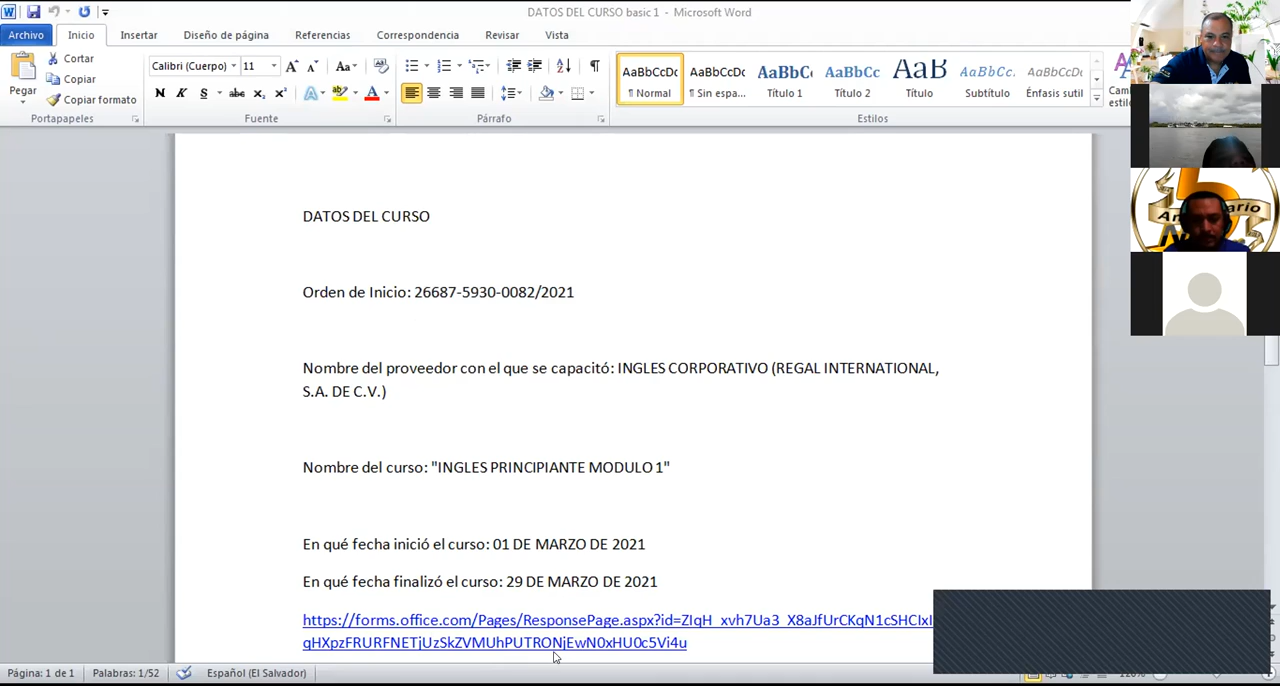 DATOS DEL CURSO basic 1 - Microsoft Word
Archivo Inicio Insertar Diseño de página Referencias Correspondencia Revisar Vista
Cortar
Copiar
Copiar formato
Pegar
Portapapeles
Calibri (Cuerpo) 11
Fuente
Párrafo
AaBbCcDc AaBbCcDc AaBbC AaBbCc AaB AaBbCc. AaBbCcDc
¶ Normal ¶ Sin espa... Título 1 Título 2 Título Subtítulo Énfasis sutil
Estilos
DATOS DEL CURSO
Orden de Inicio: 26687-5930-0082/2021
Nombre del proveedor con el que se capacitó: INGLES CORPORATIVO (REGAL INTERNATIONAL,
S.A. DE C.V.)
Nombre del curso: "INGLES PRINCIPIANTE MODULO 1"
En qué fecha inició el curso: 01 DE MARZO DE 2021
En qué fecha finalizó el curso: 29 DE MARZO DE 2021
https://forms.office.com/Pages/ResponsePage.aspx?id=ZIqH_xvh7Ua3_X8aJfUrCKqN1cSHCIxI
qHXpzFRURFNETjUzSkZVMUhPUTRONjEwN0xHU0c5Vi4u
Página: 1 de 1 Palabras: 1/52 Español (El Salvador)